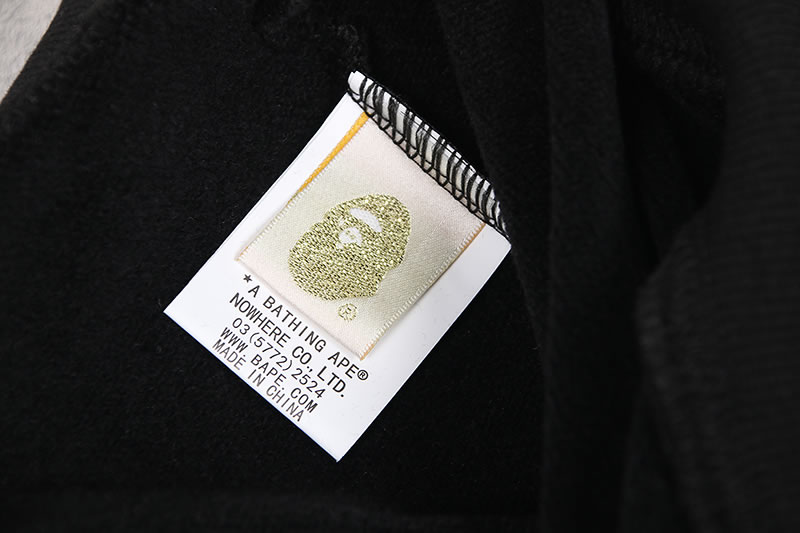 ★A BATHING APE®
NOWHERE CO., LTD.
03(5772)2524
WWW.BAPE.COM
MADE IN CHINA